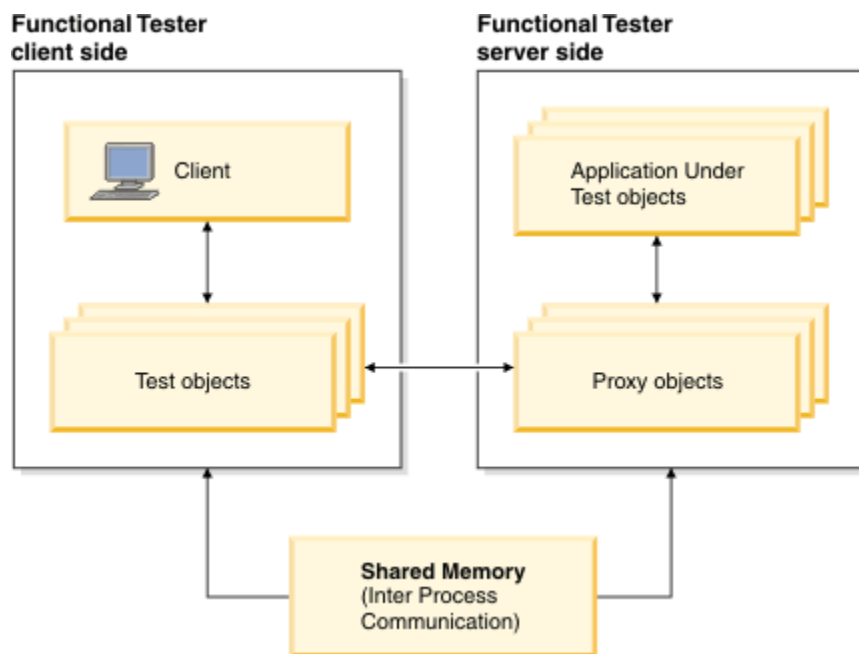 Functional Tester
client side
Functional Tester
server side
Client
Application Under
Test objects
Test objects
Proxy objects
Shared Memory
(Inter Process
Communication)